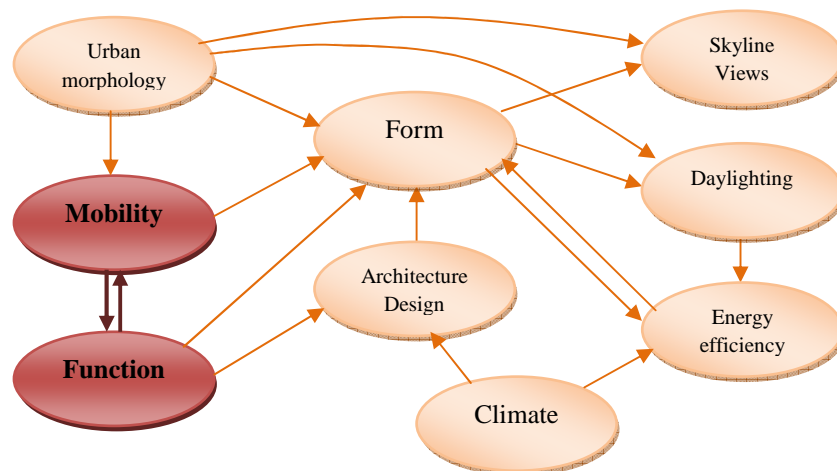 Urban
morphology
Skyline
Views
Form
Daylighting
Mobility
Architecture
Design
Energy
efficiency
Function
Climate